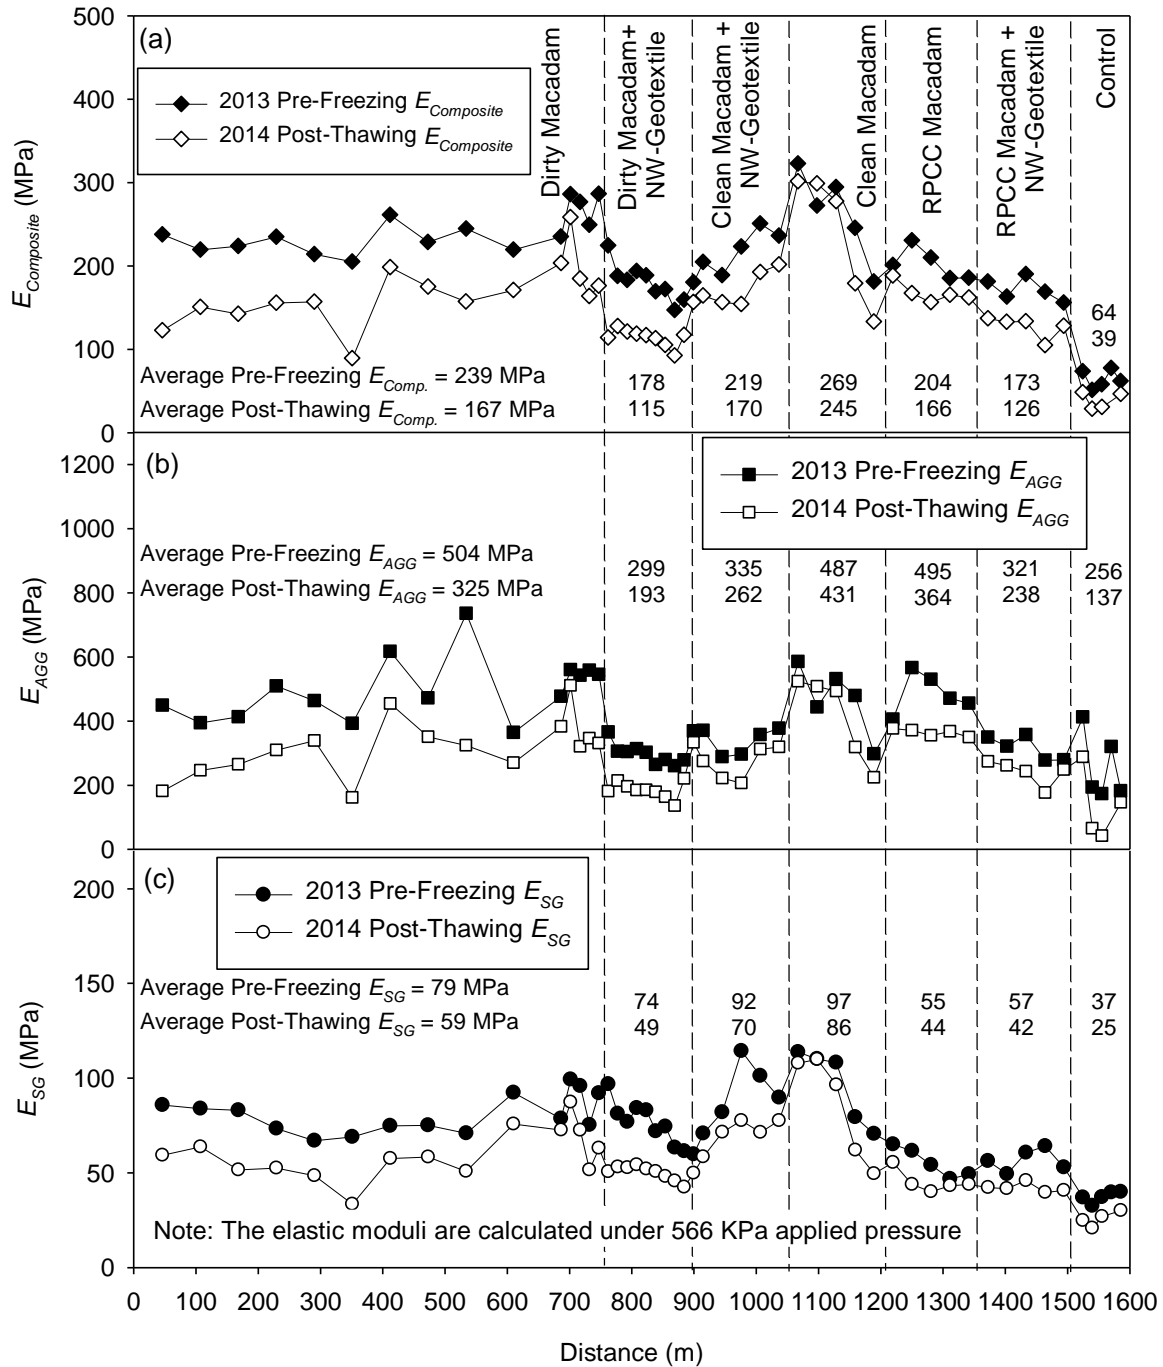 (a)
2013 Pre-Freezing E_Composite
2014 Post-Thawing E_Composite
Dirty Macadam
Dirty Macadam+
NW-Geotextile
Clean Macadam +
NW-Geotextile
Clean Macadam
RPCC Macadam
RPCC Macadam +
NW-Geotextile
Control
500
400
300
200
100
0
E_Composite (MPa)
Average Pre-Freezing E_Comp. = 239 MPa
Average Post-Thawing E_Comp. = 167 MPa
178
115
219
170
269
245
204
166
173
126
64
39
(b)
2013 Pre-Freezing E_AGG
2014 Post-Thawing E_AGG
1200
1000
800
600
400
200
0
E_AGG (MPa)
Average Pre-Freezing E_AGG = 504 MPa
Average Post-Thawing E_AGG = 325 MPa
299
193
335
262
487
431
495
364
321
238
256
137
(c)
2013 Pre-Freezing E_SG
2014 Post-Thawing E_SG
200
150
100
50
0
E_SG (MPa)
Average Pre-Freezing E_SG = 79 MPa
Average Post-Thawing E_SG = 59 MPa
74
49
92
70
97
86
55
44
57
42
37
25
Note: The elastic moduli are calculated under 566 KPa applied pressure
0 100 200 300 400 500 600 700 800 900 1000 1100 1200 1300 1400 1500 1600
Distance (m)